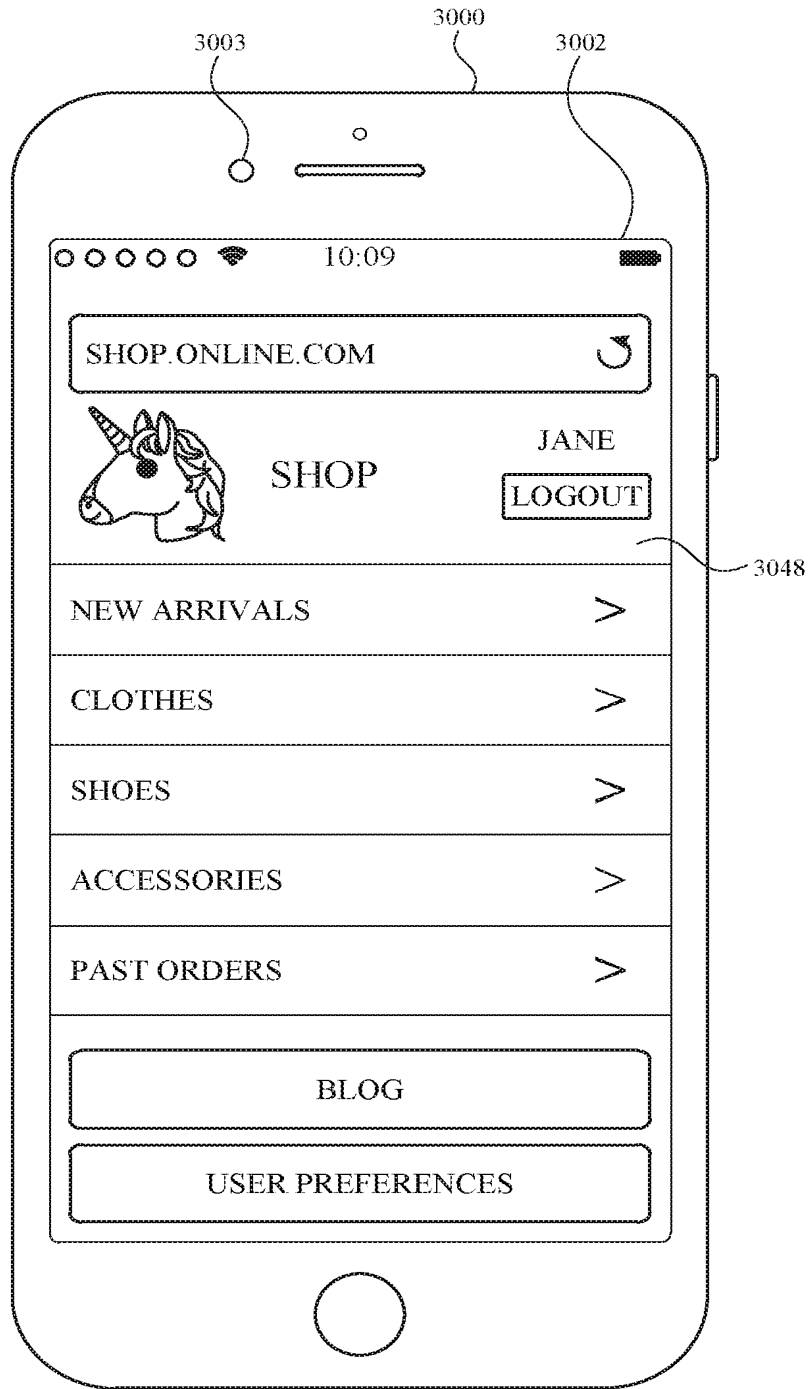 3000
3003
3002
10:09
SHOP.ONLINE.COM
JANE
SHOP
LOGOUT
3048
NEW ARRIVALS >
CLOTHES >
SHOES >
ACCESSORIES >
PAST ORDERS >
BLOG
USER PREFERENCES